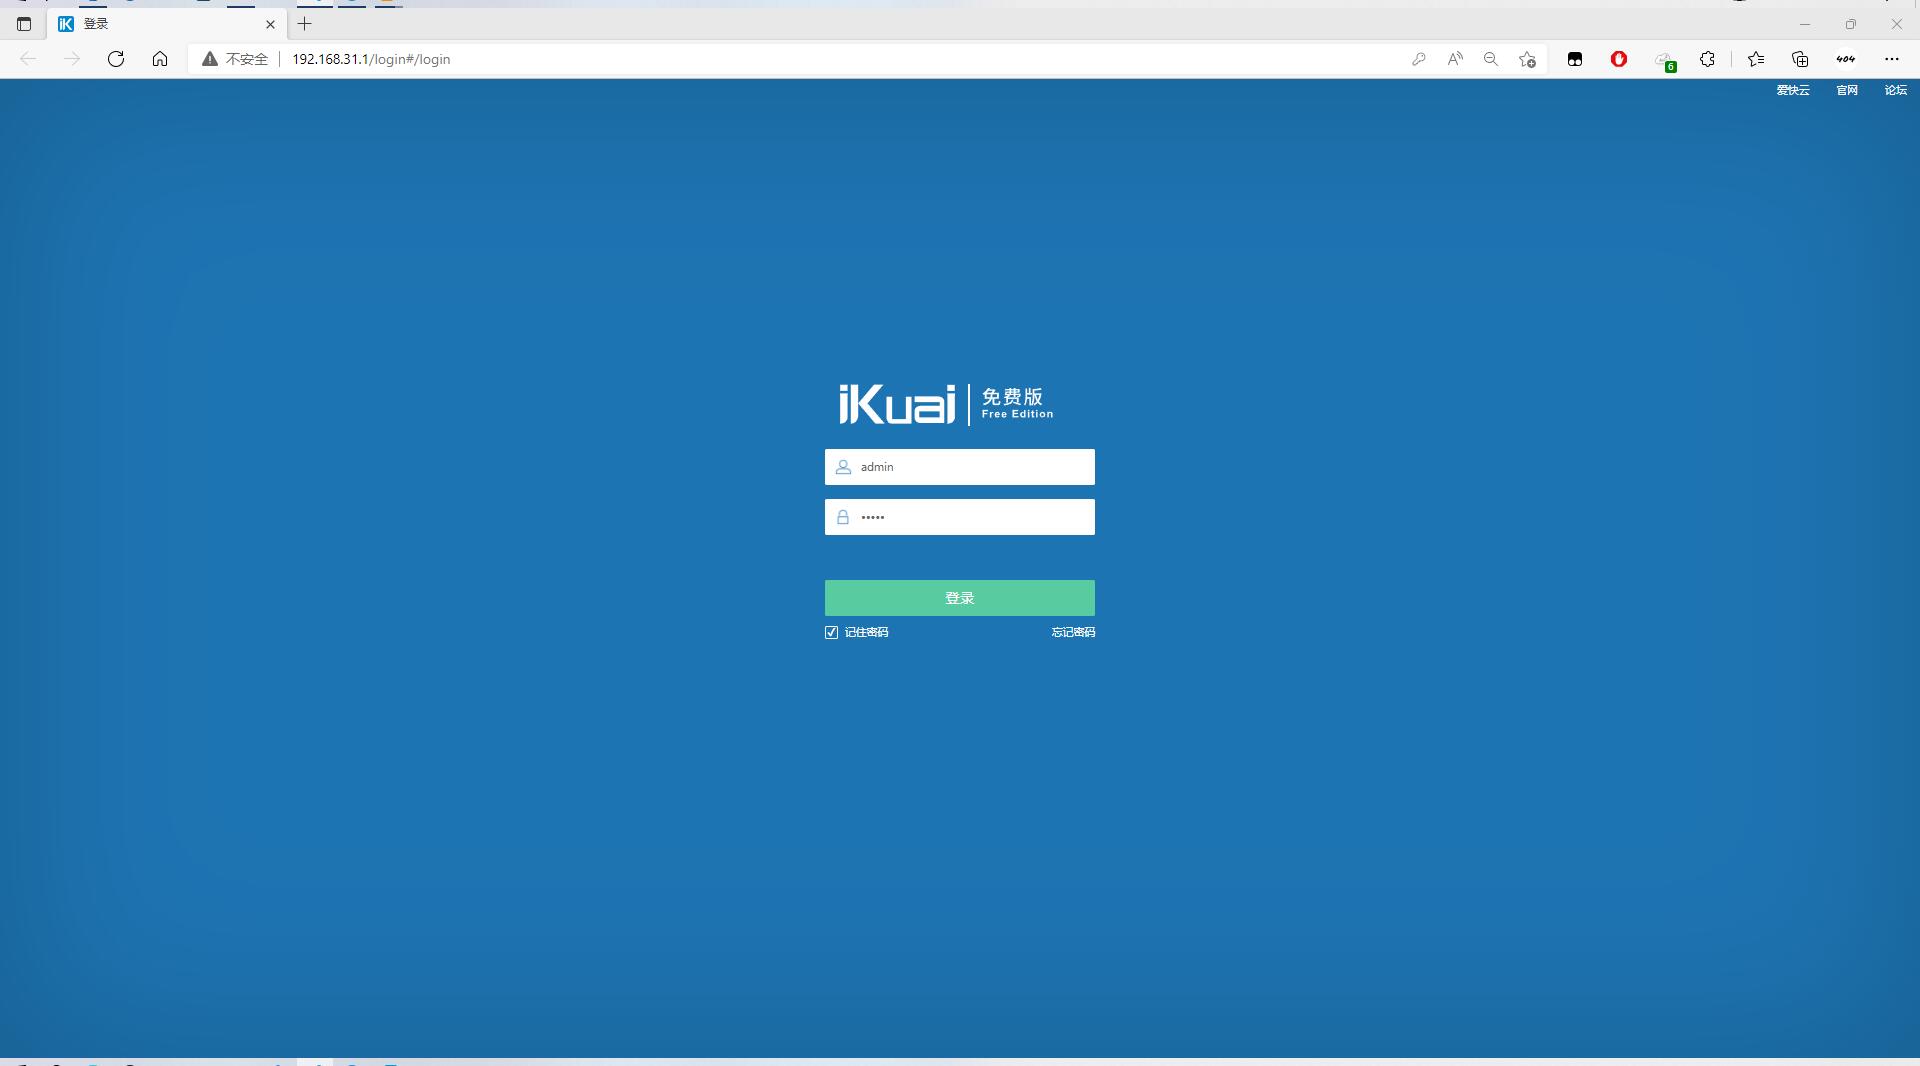 登录
不安全
192.168.31.1/login#/login
6
404
爱快云
官网
论坛
iKuai
免费版
Free Edition
admin
登录
记住密码
忘记密码